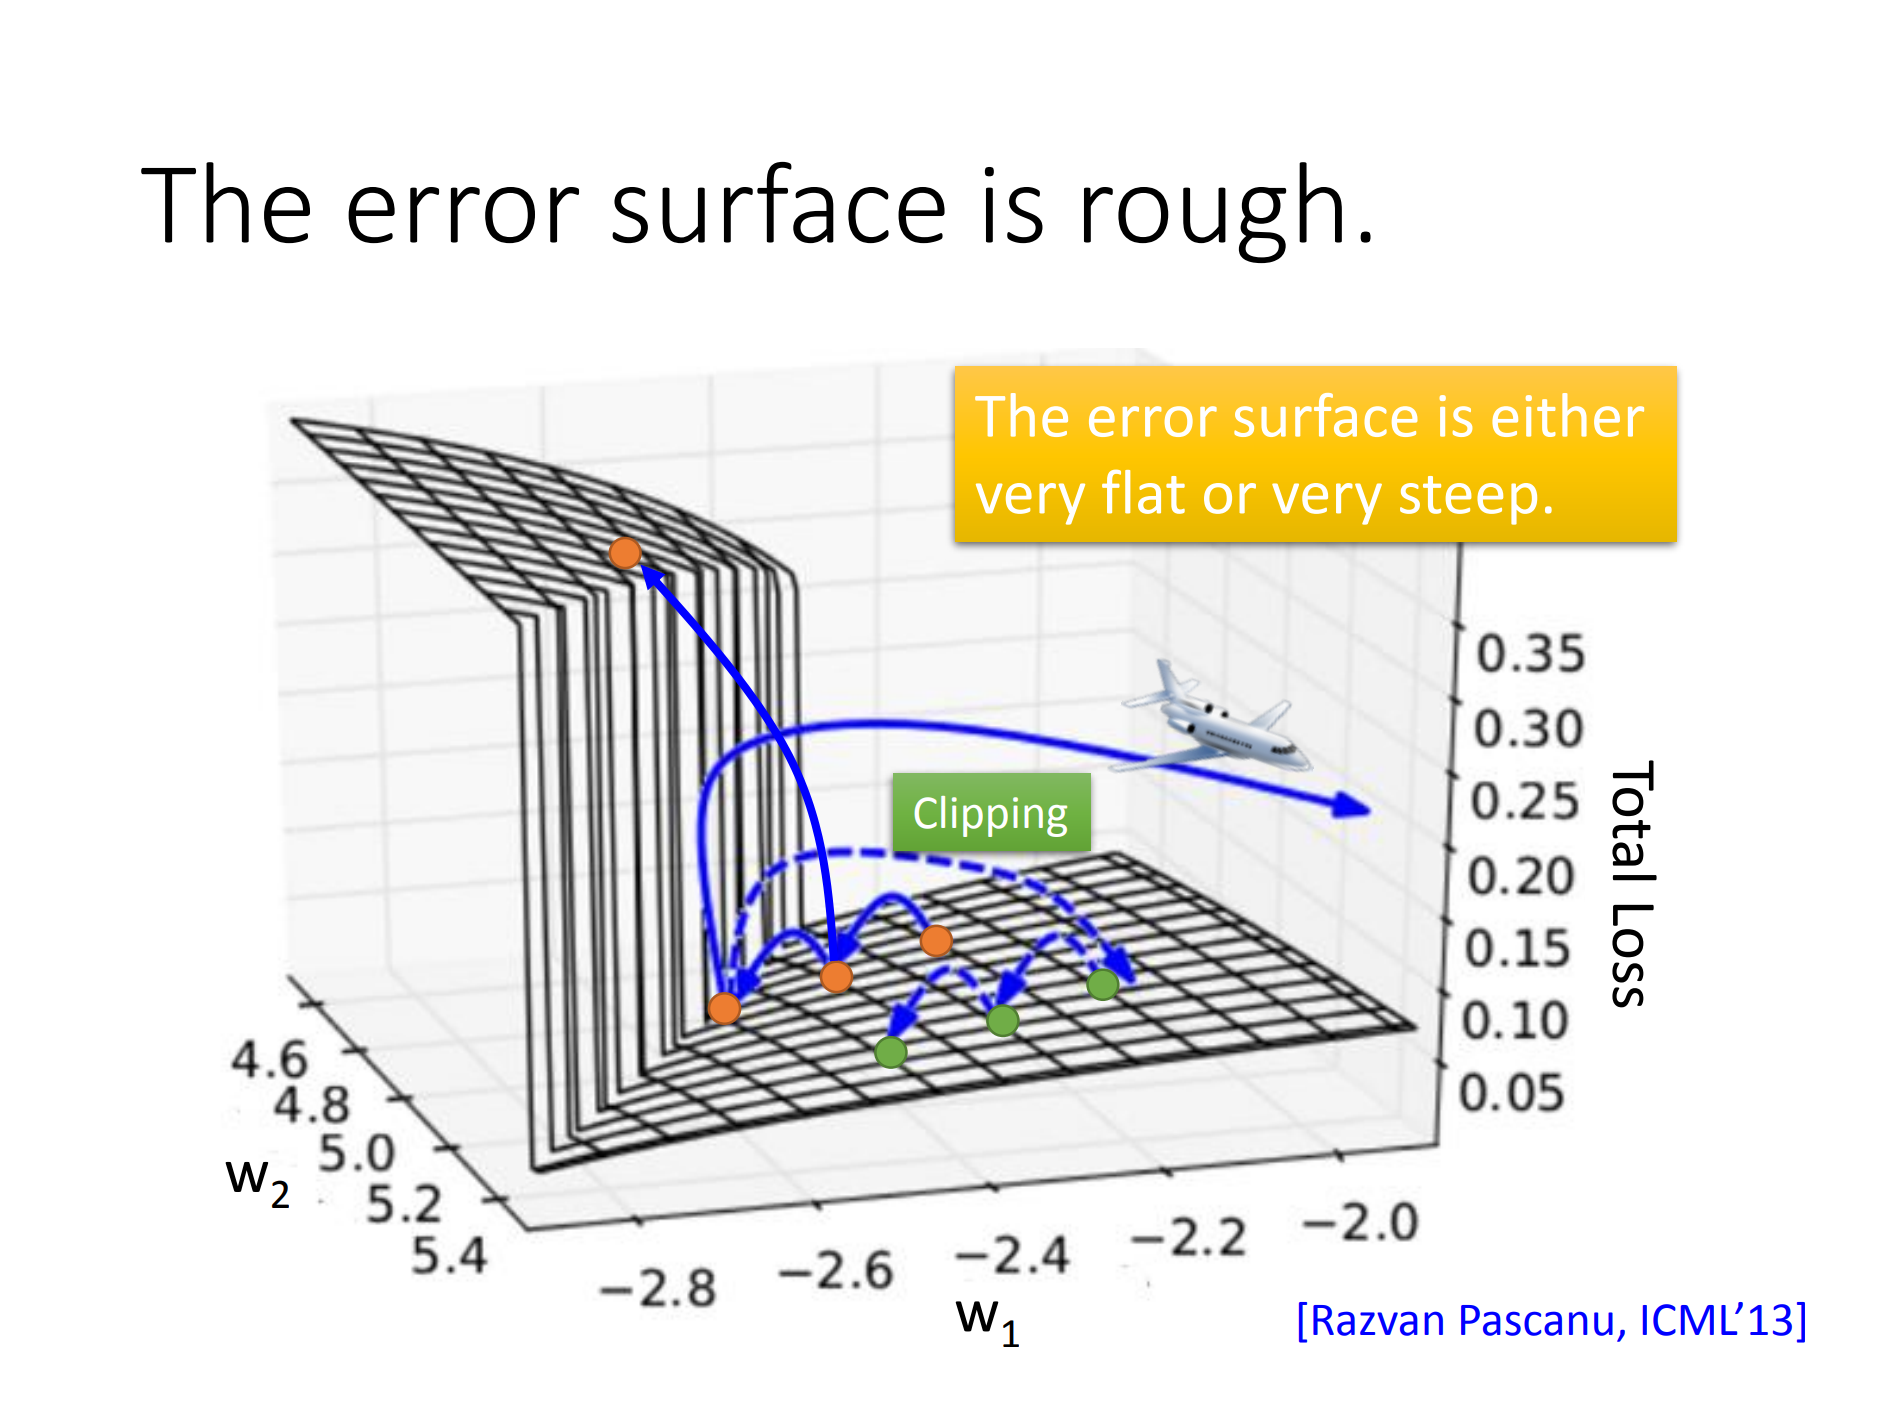 The error surface is rough.
The error surface is either
very flat or very steep.
Clipping
0.35
0.30
0.25
0.20
0.15
0.10
0.05
Total Loss
4.6
4.8
5.0
5.2
5.4
w2
−2.8
−2.6
−2.4
−2.2
−2.0
w1
[Razvan Pascanu, ICML’13]